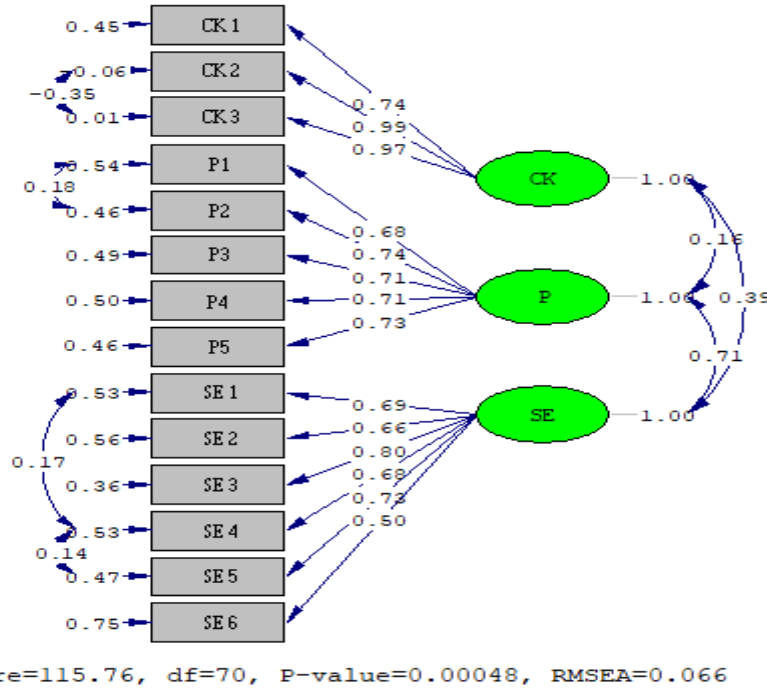 0.45 CK1
-0.06 CK2
-0.35
0.01 CK3
0.74
0.99
0.97
0.54 P1
0.18
0.46 P2
CK 1.00
0.49 P3
0.68
0.74
0.71
0.71
0.73
0.16
0.50 P4
P 1.00 0.39
0.46 P5
0.71
0.53 SE1
0.56 SE2
0.17
0.36 SE3
0.69
0.66
0.80
0.68
0.73
0.50
SE 1.00
0.53 SE4
0.14
0.47 SE5
0.75 SE6
re=115.76, df=70, P-value=0.00048, RMSEA=0.066